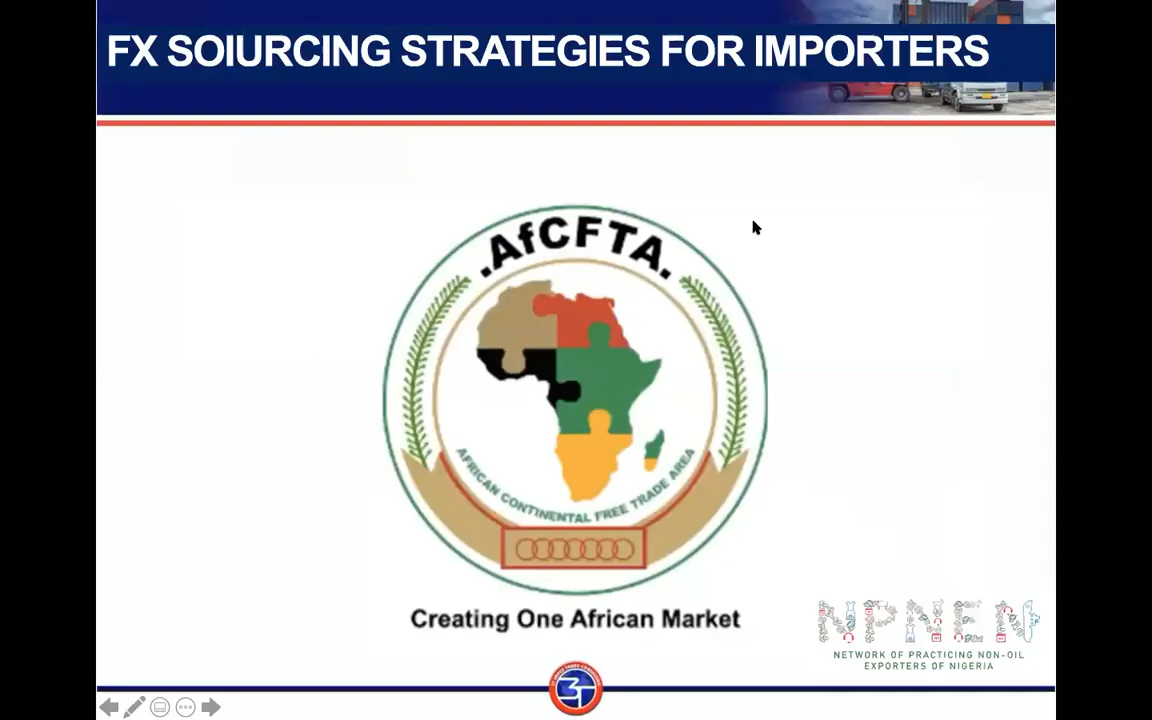 FX SOIURCING STRATEGIES FOR IMPORTERS
.AfCFTA.
AFRICAN CONTINENTAL FREE TRADE AREA
Creating One African Market
NPNEN
NETWORK OF PRACTICING NON-OIL
EXPORTERS OF NIGERIA
3T